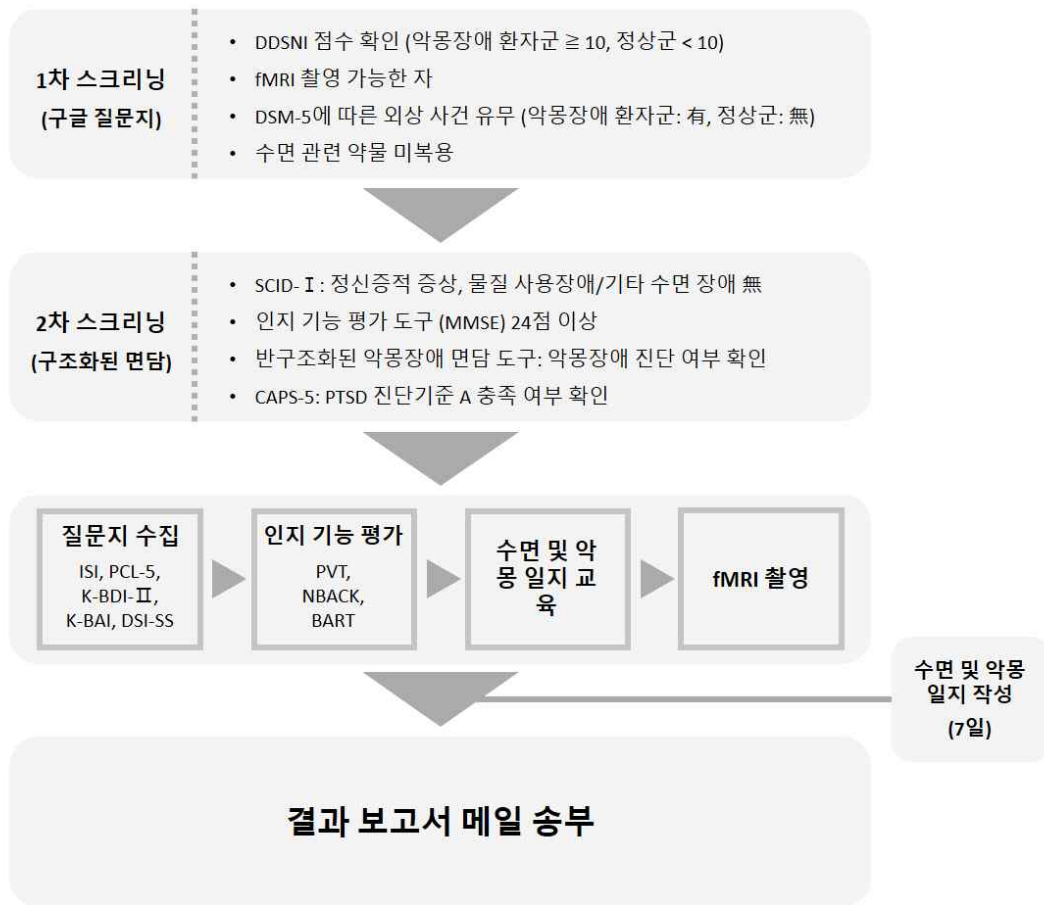 1차 스크리닝
(구글 질문지)
• DDSNI 점수 확인 (악몽장애 환자군 ≧ 10, 정상군 < 10)
• fMRI 촬영 가능한 자
• DSM-5에 따른 외상 사건 유무 (악몽장애 환자군: 有, 정상군: 無)
• 수면 관련 약물 미복용
2차 스크리닝
(구조화된 면담)
• SCID-Ⅰ: 정신증적 증상, 물질 사용장애/기타 수면 장애 無
• 인지 기능 평가 도구 (MMSE) 24점 이상
• 반구조화된 악몽장애 면담 도구: 악몽장애 진단 여부 확인
• CAPS-5: PTSD 진단기준 A 충족 여부 확인
질문지 수집
ISI, PCL-5,
K-BDI-Ⅱ,
K-BAI, DSI-SS
인지 기능 평가
PVT,
NBACK,
BART
수면 및 악
몽 일지 교
육
fMRI 촬영
수면 및 악몽
일지 작성
(7일)
결과 보고서 메일 송부